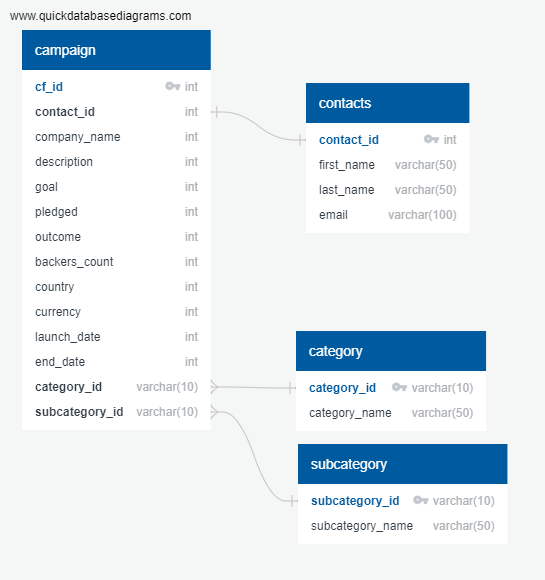 www.quickdatabasediagrams.com
campaign
cf_id int
contact_id int
company_name int
description int
goal int
pledged int
outcome int
backers_count int
country int
currency int
launch_date int
end_date int
category_id varchar(10)
subcategory_id varchar(10)
contacts
contact_id int
first_name varchar(50)
last_name varchar(50)
email varchar(100)
category
category_id varchar(10)
category_name varchar(50)
subcategory
subcategory_id varchar(10)
subcategory_name varchar(50)